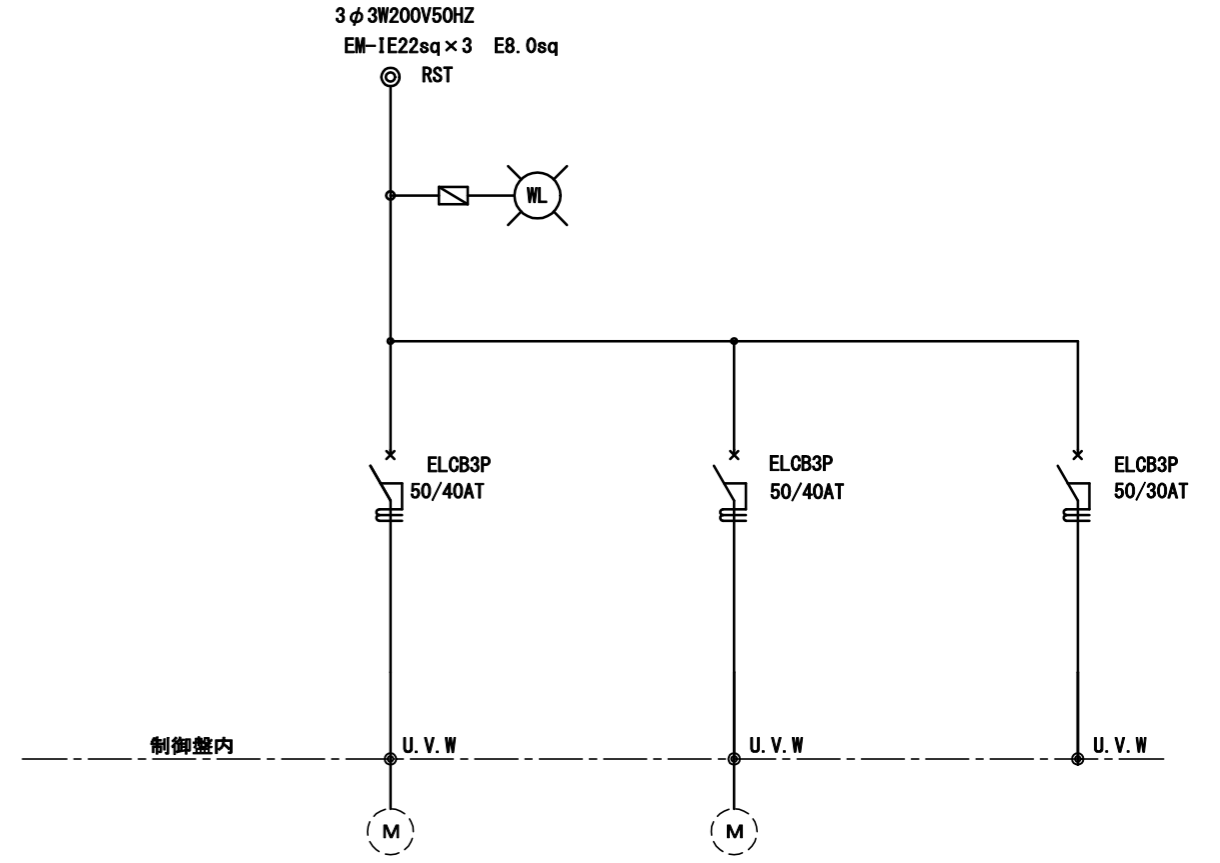 3φ3W200V50HZ
EM-IE22sq×3 E8.0sq
RST
WL
ELCB3P
50/40AT
ELCB3P
50/40AT
ELCB3P
50/30AT
制御盤内
U.V.W
U.V.W
U.V.W
M
M